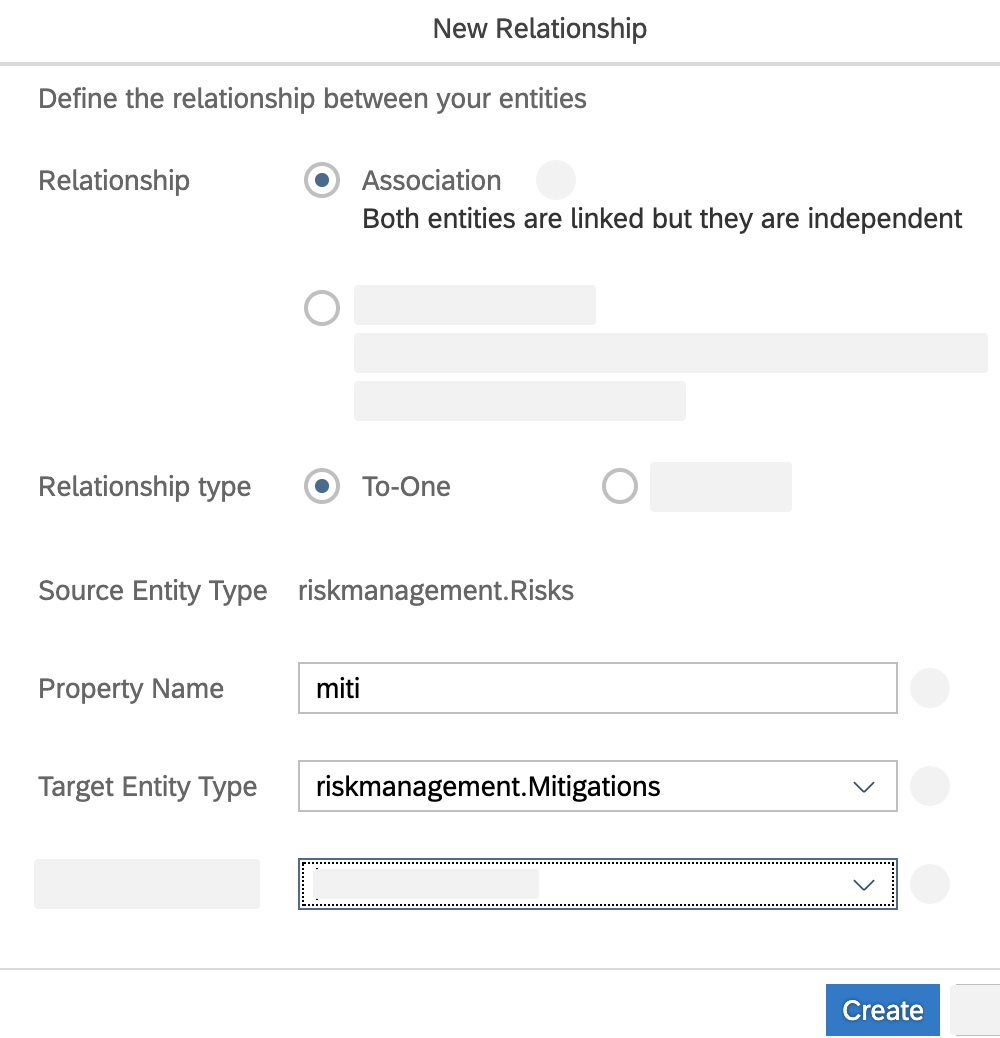 New Relationship
Define the relationship between your entities
Relationship
Association
Both entities are linked but they are independent
Relationship type
To-One
Source Entity Type
riskmanagement.Risks
Property Name
miti
Target Entity Type
riskmanagement.Mitigations
Create